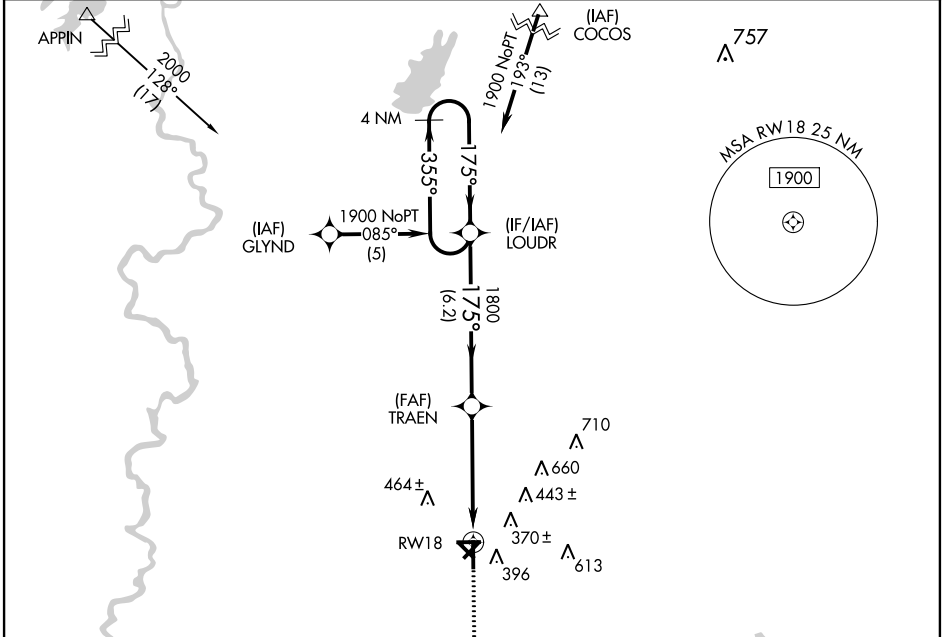 APPIN
2000
128°
(17)
(IAF)
COCOS
1900 NoPT
193°
(13)
757
4 NM
355°
175°
MSA RW18 25 NM
1900
(IAF)
GLYND
1900 NoPT
085°
(5)
(IF/IAF)
LOUDR
1800
175°
(6.2)
(FAF)
TRAEN
710
660
464±
443±
370±
RW18
396
613